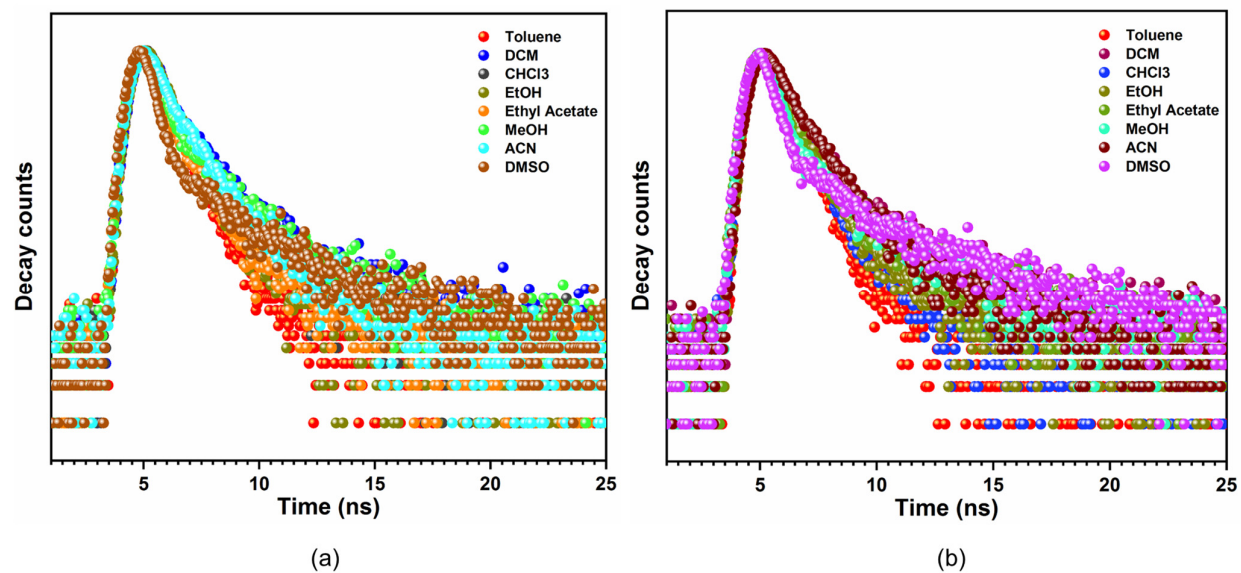 Decay counts
Toluene
DCM
CHCl3
EtOH
Ethyl Acetate
MeOH
ACN
DMSO
5 10 15 20 25
Time (ns)
(a)
Decay counts
Toluene
DCM
CHCl3
EtOH
Ethyl Acetate
MeOH
ACN
DMSO
5 10 15 20 25
Time (ns)
(b)